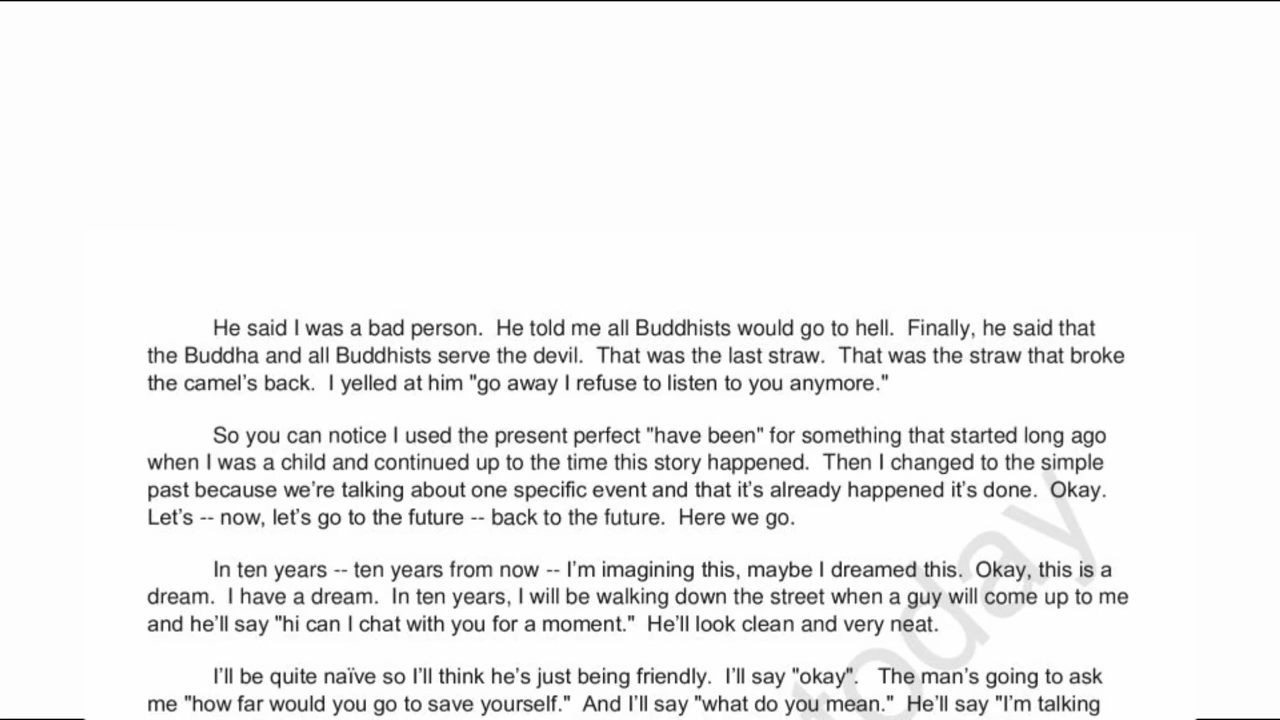 He said I was a bad person.  He told me all Buddhists would go to hell.  Finally, he said that
the Buddha and all Buddhists serve the devil.  That was the last straw.  That was the straw that broke
the camel’s back.  I yelled at him "go away I refuse to listen to you anymore."
So you can notice I used the present perfect "have been" for something that started long ago
when I was a child and continued up to the time this story happened.  Then I changed to the simple
past because we’re talking about one specific event and that it’s already happened it’s done.  Okay.
Let’s -- now, let’s go to the future -- back to the future.  Here we go.
In ten years -- ten years from now -- I’m imagining this, maybe I dreamed this.  Okay, this is a
dream.  I have a dream.  In ten years, I will be walking down the street when a guy will come up to me
and he’ll say "hi can I chat with you for a moment."  He’ll look clean and very neat.
I’ll be quite naïve so I’ll think he’s just being friendly.  I’ll say "okay".   The man’s going to ask
me "how far would you go to save yourself."  And I’ll say "what do you mean."  He’ll say "I’m talking
today